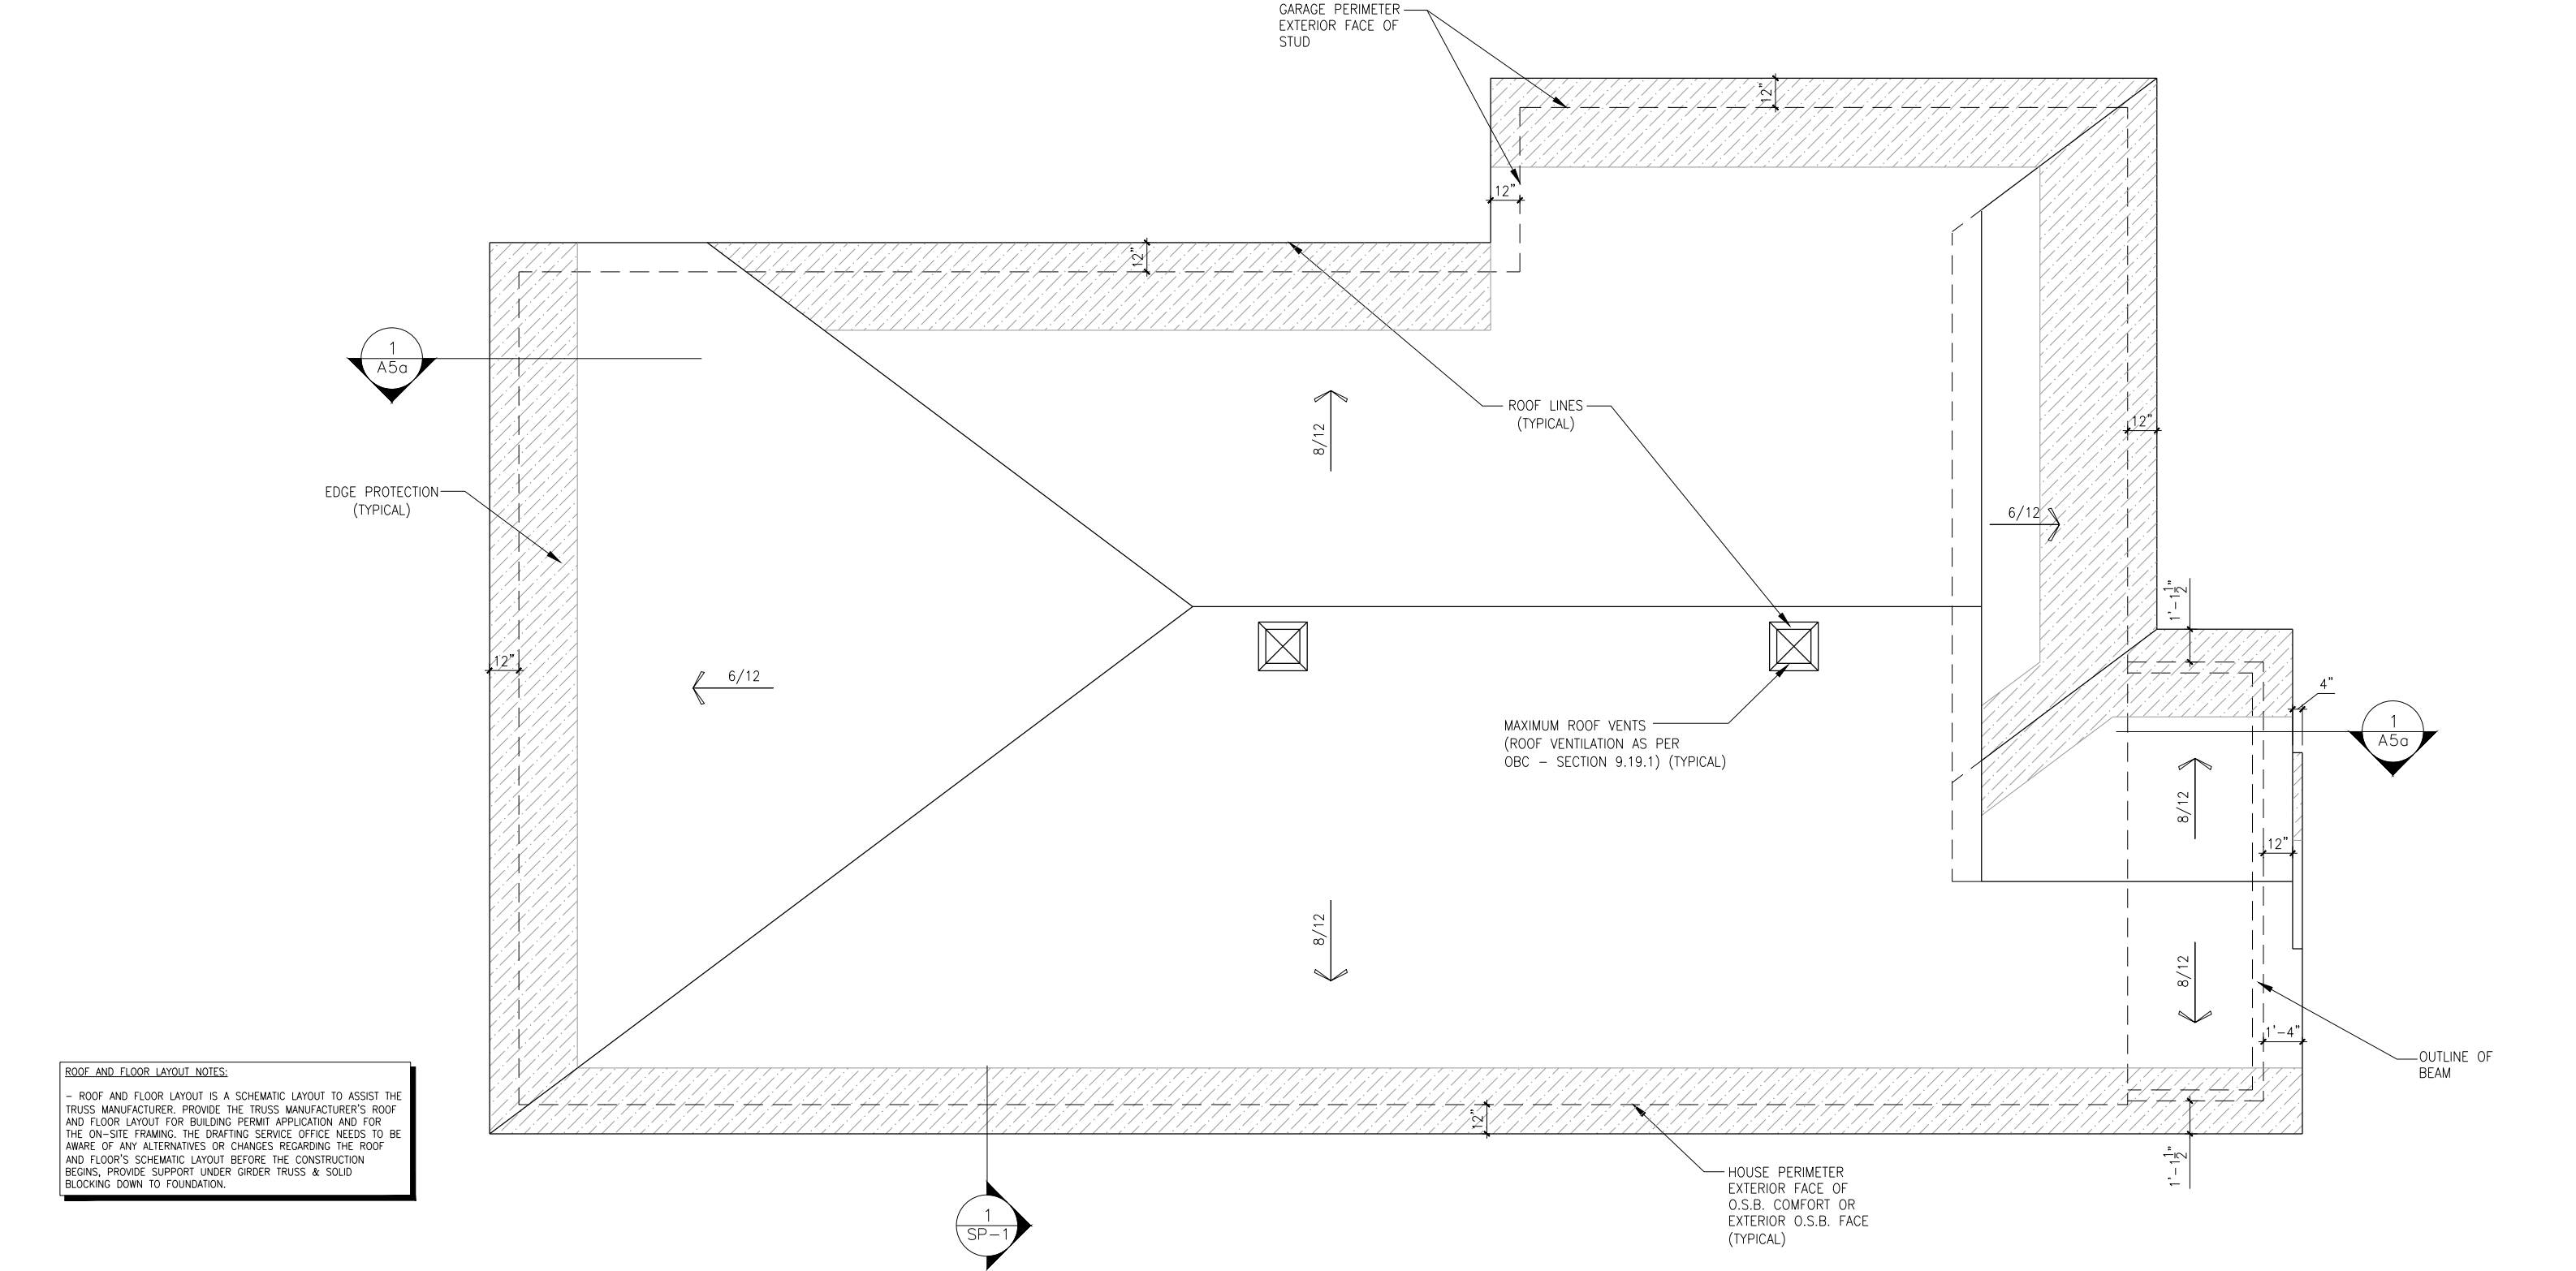 GARAGE PERIMETER
EXTERIOR FACE OF
STUD
12"
12"
12"
1
A5a
ROOF LINES
(TYPICAL)
8/12
12"
EDGE PROTECTION
(TYPICAL)
6/12
1'-1 1/2"
12"
6/12
4"
MAXIMUM ROOF VENTS
(ROOF VENTILATION AS PER
OBC - SECTION 9.19.1) (TYPICAL)
1
A5a
8/12
12"
8/12
8/12
1'-4"
OUTLINE OF
BEAM
ROOF AND FLOOR LAYOUT NOTES:
- ROOF AND FLOOR LAYOUT IS A SCHEMATIC LAYOUT TO ASSIST THE
TRUSS MANUFACTURER. PROVIDE THE TRUSS MANUFACTURER'S ROOF
AND FLOOR LAYOUT FOR BUILDING PERMIT APPLICATION AND FOR
THE ON-SITE FRAMING. THE DRAFTING SERVICE OFFICE NEEDS TO BE
AWARE OF ANY ALTERNATIVES OR CHANGES REGARDING THE ROOF
AND FLOOR'S SCHEMATIC LAYOUT BEFORE THE CONSTRUCTION
BEGINS, PROVIDE SUPPORT UNDER GIRDER TRUSS & SOLID
BLOCKING DOWN TO FOUNDATION.
12"
1'-1 1/2"
HOUSE PERIMETER
EXTERIOR FACE OF
O.S.B. COMFORT OR
EXTERIOR O.S.B. FACE
(TYPICAL)
1
SP-1